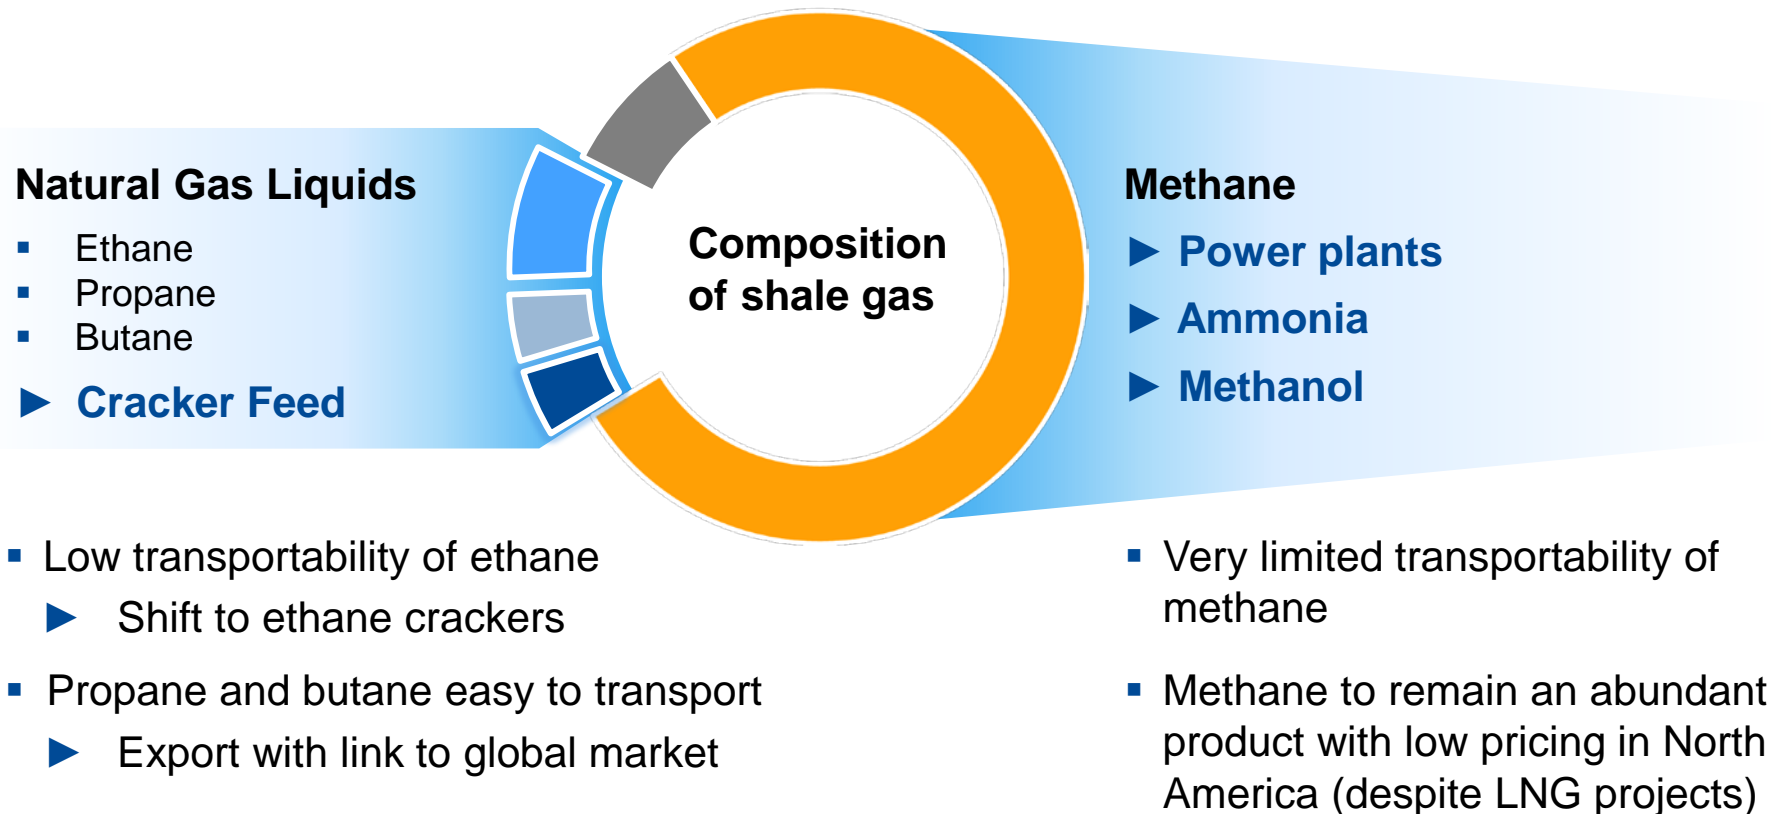 Natural Gas Liquids
▪ Ethane
▪ Propane
▪ Butane
► Cracker Feed
Composition
of shale gas
Methane
► Power plants
► Ammonia
► Methanol
▪ Low transportability of ethane
► Shift to ethane crackers
▪ Propane and butane easy to transport
► Export with link to global market
▪ Very limited transportability of
methane
▪ Methane to remain an abundant
product with low pricing in North
America (despite LNG projects)